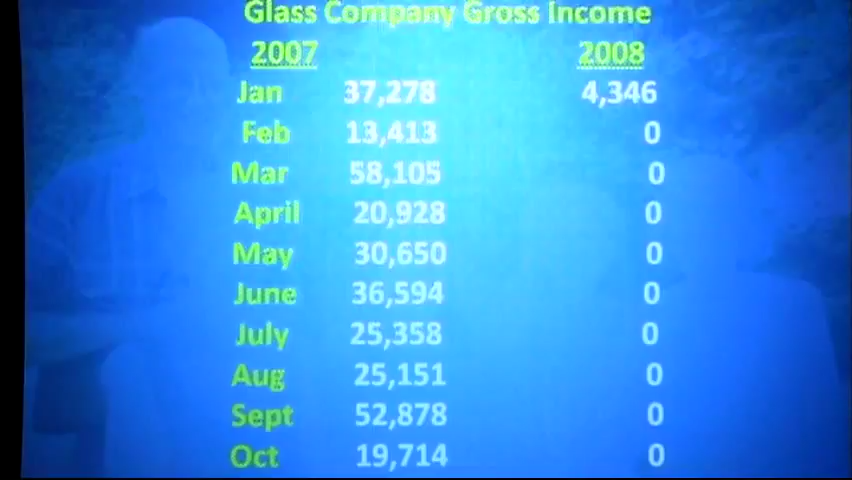 Glass Company Gross Income
2007 2008
Jan 37,278 4,346
Feb 13,413 0
Mar 58,105 0
April 20,928 0
May 30,650 0
June 36,594 0
July 25,358 0
Aug 25,151 0
Sept 52,878 0
Oct 19,714 0